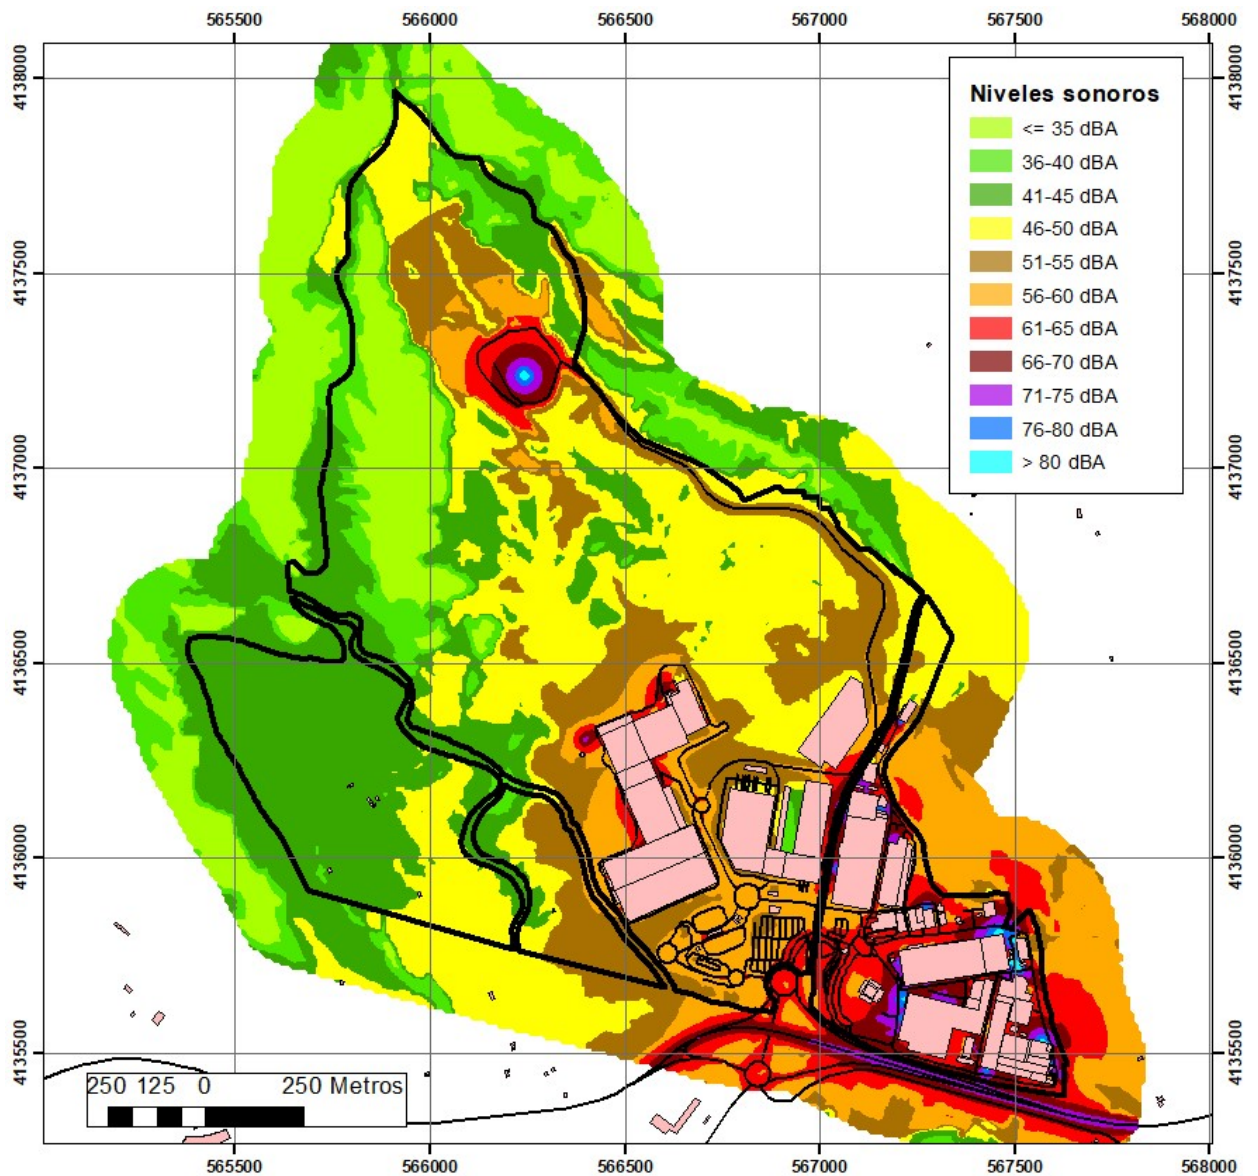 565500 566000 566500 567000 567500 568000
4138000 4138000
Niveles sonoros
<= 35 dBA
36-40 dBA
41-45 dBA
46-50 dBA
51-55 dBA
56-60 dBA
61-65 dBA
66-70 dBA
71-75 dBA
76-80 dBA
> 80 dBA
4137500 4137500
4137000 4137000
4136500 4136500
4136000 4136000
4135500 4135500
250 125 0 250 Metros
565500 566000 566500 567000 567500 568000